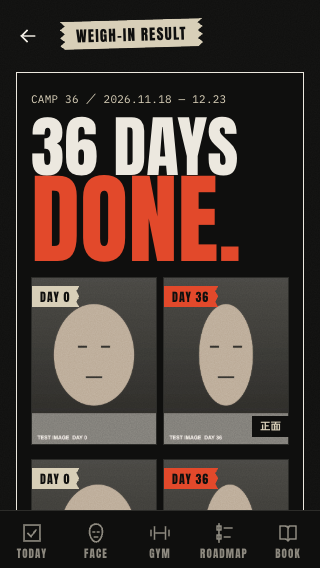 WEIGH-IN RESULT
CAMP 36 / 2026.11.18 — 12.23
36 DAYS
DONE.
DAY 0
DAY 36
TEST IMAGE DAY 0
TEST IMAGE DAY 36
正面
DAY 0
DAY 36
TODAY
FACE
GYM
ROADMAP
BOOK